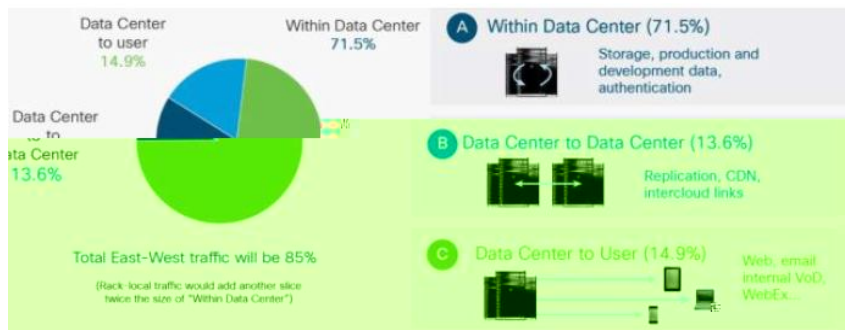 Data Center
to user
14.9%
Within Data Center
71.5%
Data Center
to
ata Center
13.6%
Total East-West traffic will be 85%
(Rack-local traffic would add another slice
twice the size of "Within Data Center")
A Within Data Center (71.5%)
Storage, production and
development data,
authentication
B Data Center to Data Center (13.6%)
Replication, CDN,
intercloud links
C Data Center to User (14.9%)
Web, email
internal VoD,
WebEx...